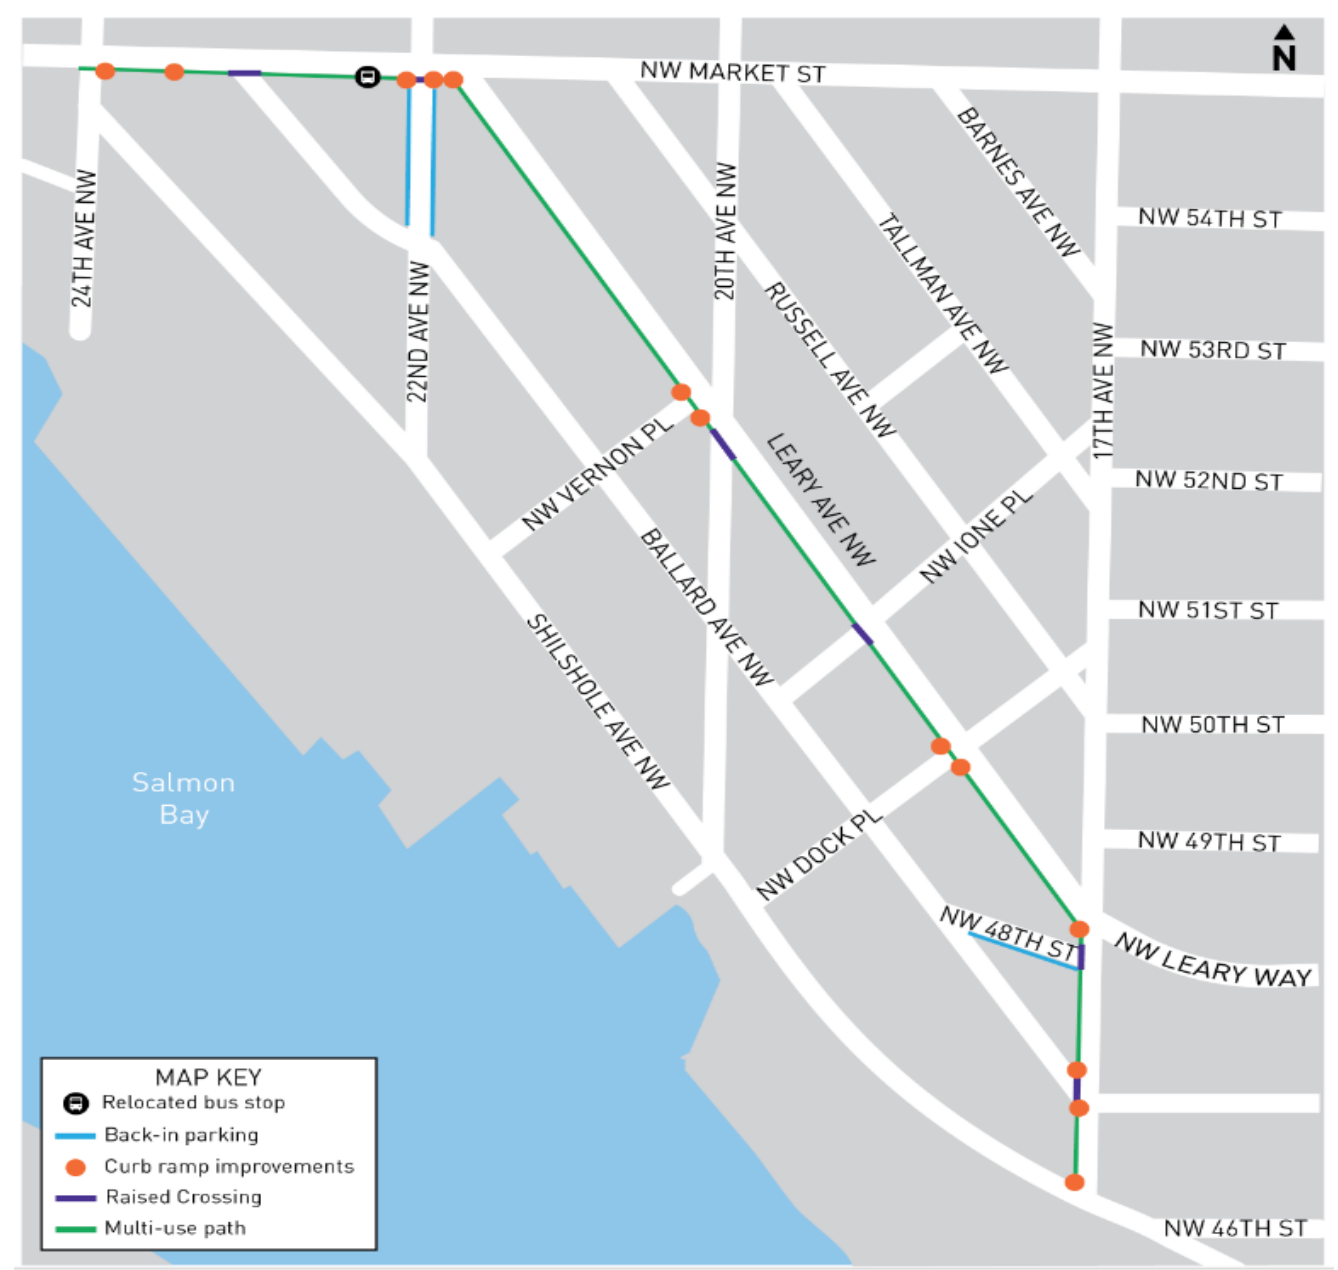 N
NW MARKET ST
BARNES AVE NW
24TH AVE NW
20TH AVE NW
NW 54TH ST
TALLMAN AVE NW
22ND AVE NW
RUSSELL AVE NW
17TH AVE NW
NW 53RD ST
NW VERNON PL
LEARY AVE NW
NW 52ND ST
NW IONE PL
BALLARD AVE NW
NW 51ST ST
SHILSHOLE AVE NW
NW 50TH ST
Salmon
Bay
NW DOCK PL
NW 49TH ST
NW 48TH ST
NW LEARY WAY
MAP KEY
Relocated bus stop
Back-in parking
Curb ramp improvements
Raised Crossing
Multi-use path
NW 46TH ST